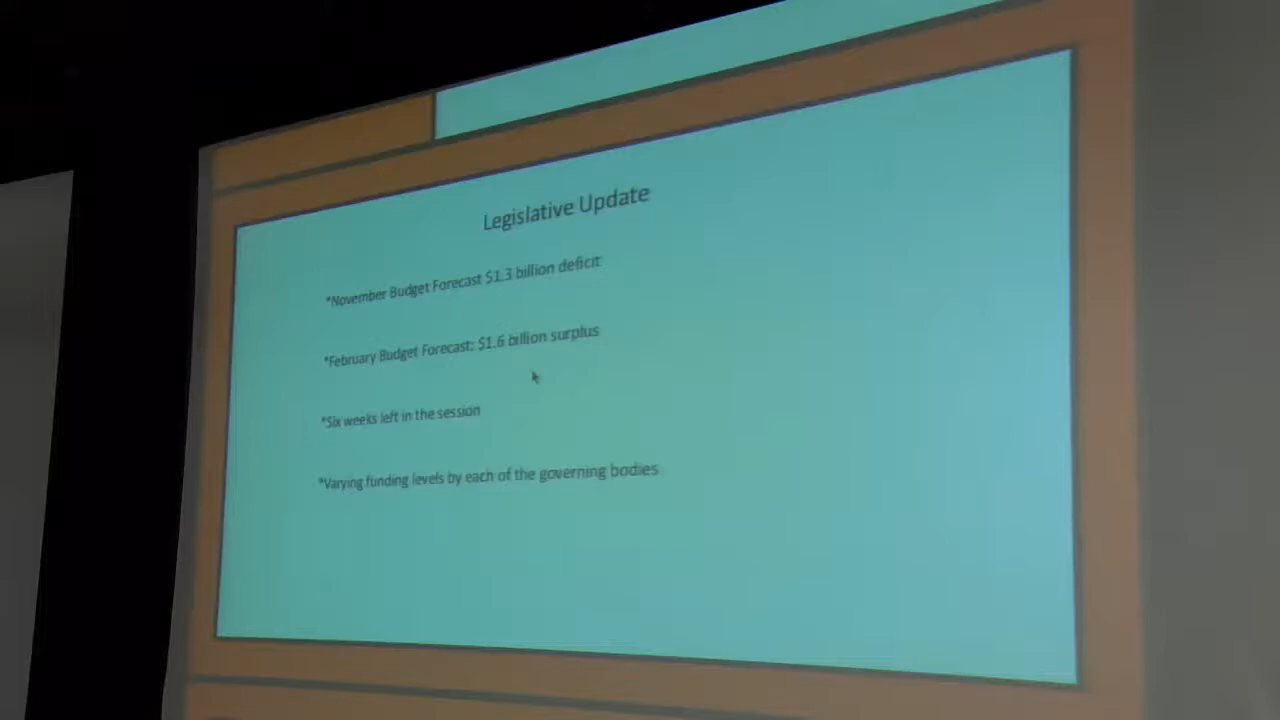 Legislative Update
*November Budget Forecast $1.3 billion deficit
*February Budget Forecast: $1.6 billion surplus
*Six weeks left in the session
*Varying funding levels by each of the governing bodies